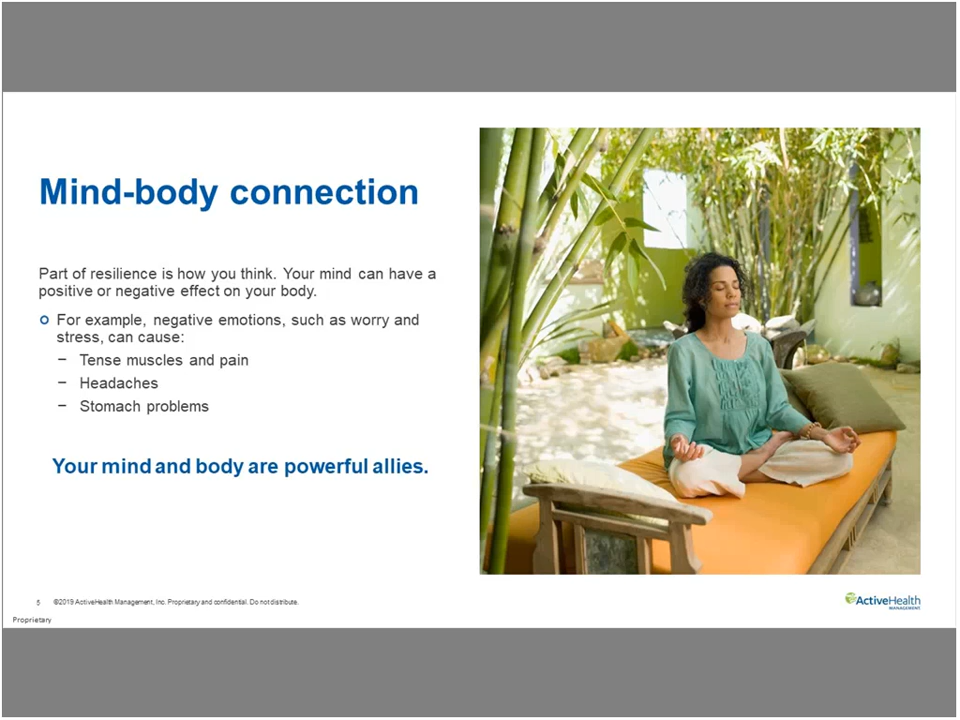 Mind-body connection
Part of resilience is how you think. Your mind can have a
positive or negative effect on your body.
For example, negative emotions, such as worry and
stress, can cause:
− Tense muscles and pain
− Headaches
− Stomach problems
Your mind and body are powerful allies.
5 ©2019 ActiveHealth Management, Inc. Proprietary and confidential. Do not distribute.
ActiveHealth
MANAGEMENT
Proprietary